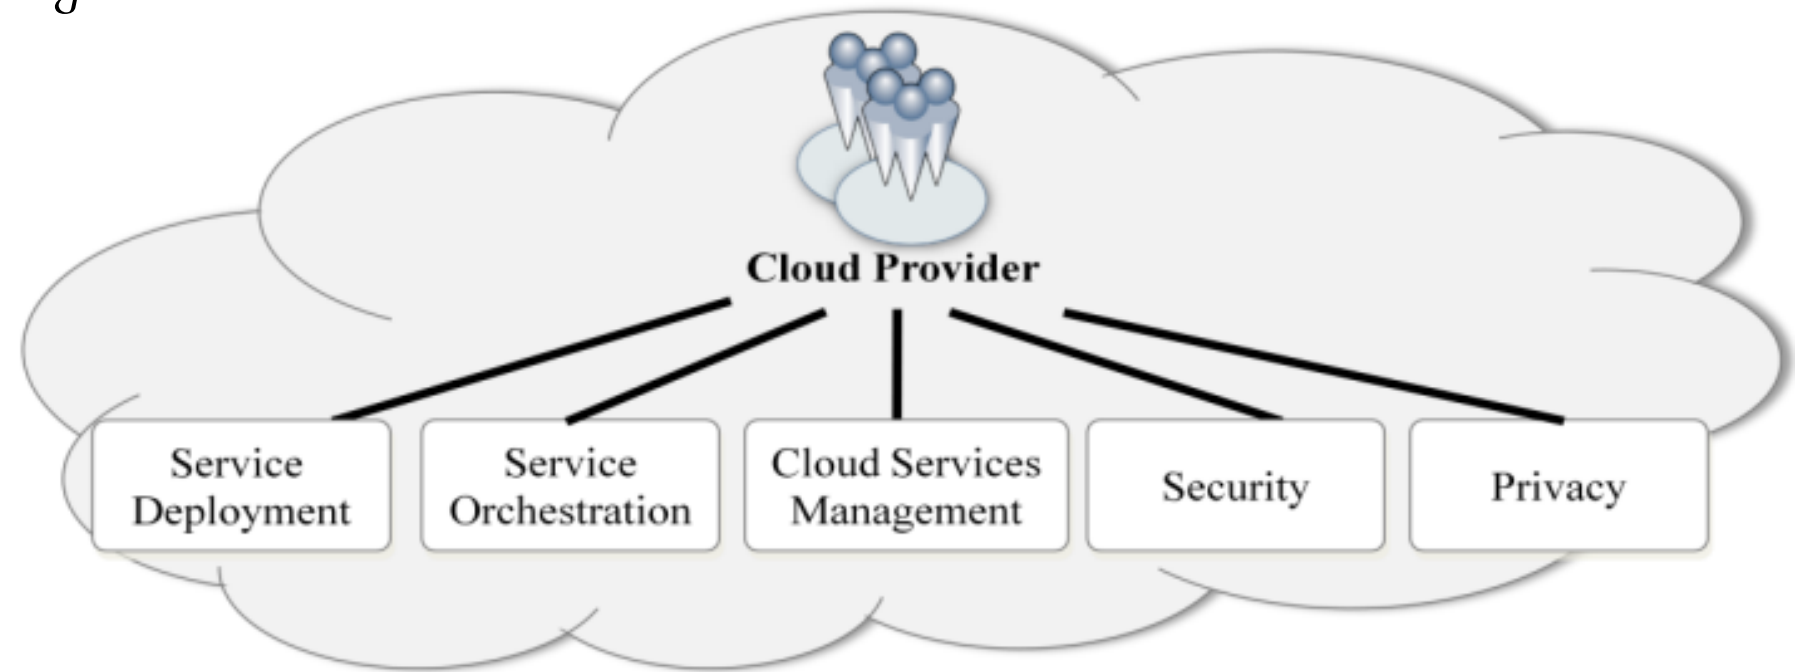 Cloud Provider
Service
Deployment
Service
Orchestration
Cloud Services
Management
Security
Privacy